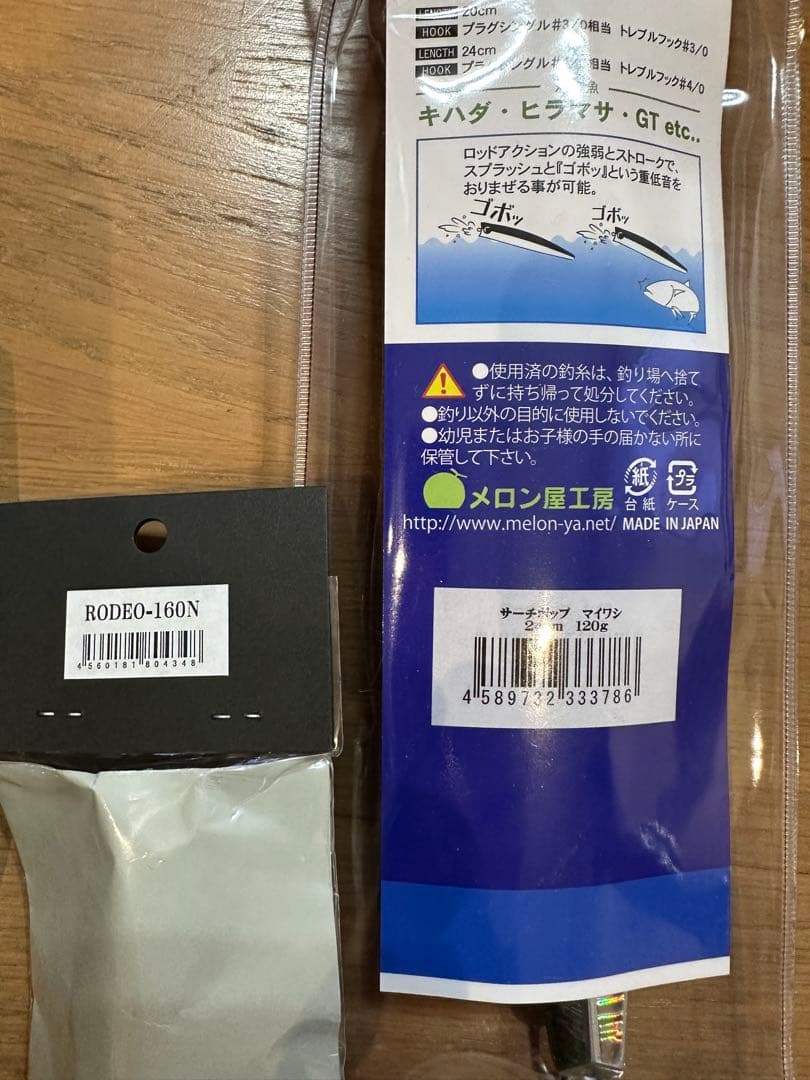 LENGTH 20cm
HOOK プラグシングル#3/0相当 トレブルフック#3/0
LENGTH 24cm
HOOK 相当 トレブルフック#4/0
魚
キハダ・ヒラマサ・GT etc..
ロッドアクションの強弱とストロークで、
スプラッシュと『ゴボッ』という重低音を
おりまぜる事が可能。
ゴボッ ゴボッ
●使用済の釣糸は、釣り場へ捨て
ずに持ち帰って処分してください。
●釣り以外の目的に使用しないでください。
●幼児またはお子様の手の届かない所に
保管して下さい。
メロン屋工房
紙 プラ
台紙 ケース
http://www.melon-ya.net/ MADE IN JAPAN
サーチポップ マイワシ
120g
4 589732 333786
RODEO-160N
4 560181 804348